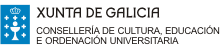 XUNTA DE GALICIA
CONSELLERÍA DE CULTURA, EDUCACIÓN
E ORDENACIÓN UNIVERSITARIA